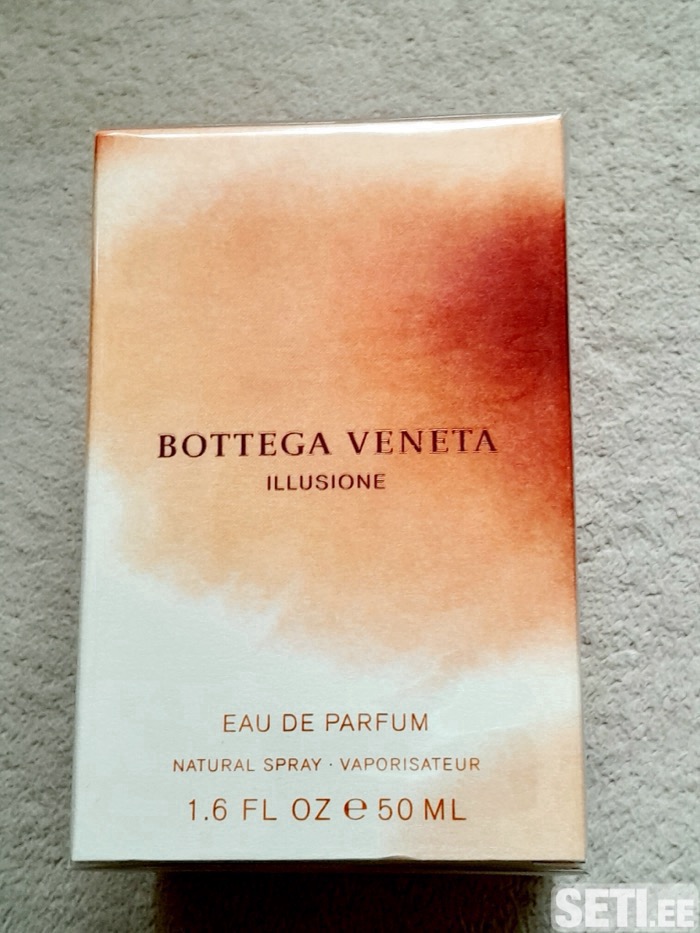 BOTTEGA VENETA
ILLUSIONE
EAU DE PARFUM
NATURAL SPRAY · VAPORISATEUR
1.6 FL OZ ℮ 50 ML
SETI.EE